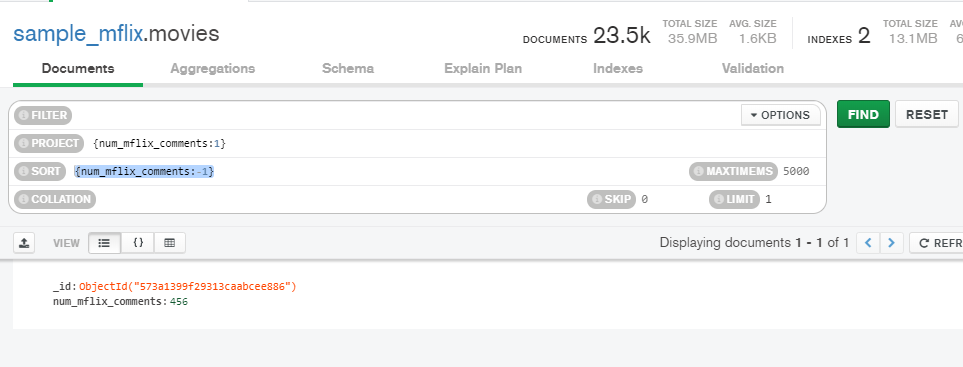 sample_mflix.movies
DOCUMENTS 23.5k TOTAL SIZE 35.9MB AVG. SIZE 1.6KB INDEXES 2 TOTAL SIZE 13.1MB
Documents Aggregations Schema Explain Plan Indexes Validation
FILTER OPTIONS FIND RESET
PROJECT {num_mflix_comments:1}
SORT {num_mflix_comments:-1} MAXTIMEMS 5000
COLLATION SKIP 0 LIMIT 1
VIEW {} Displaying documents 1 - 1 of 1 < > C REFR
_id: ObjectId("573a1399f29313caabcee886")
num_mflix_comments: 456